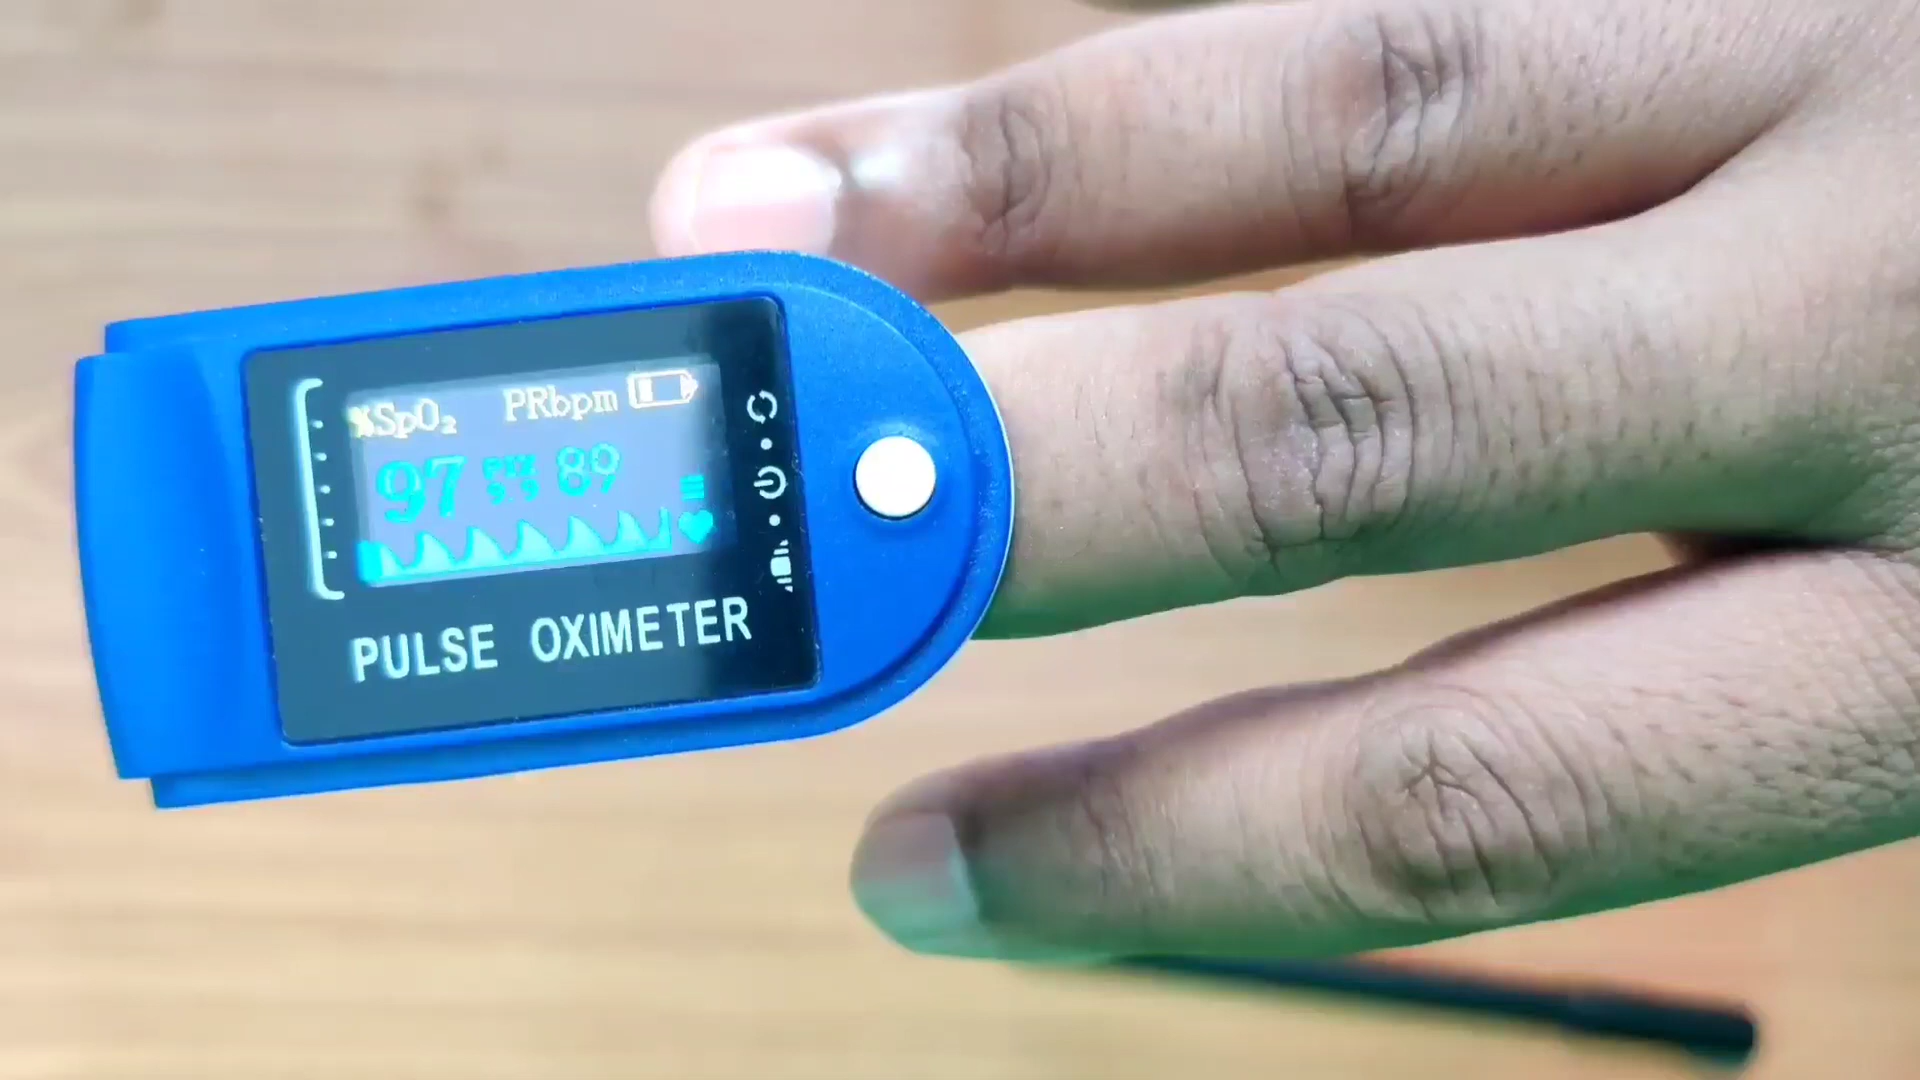 %SpO₂ PRbpm
97 89
PULSE OXIMETER